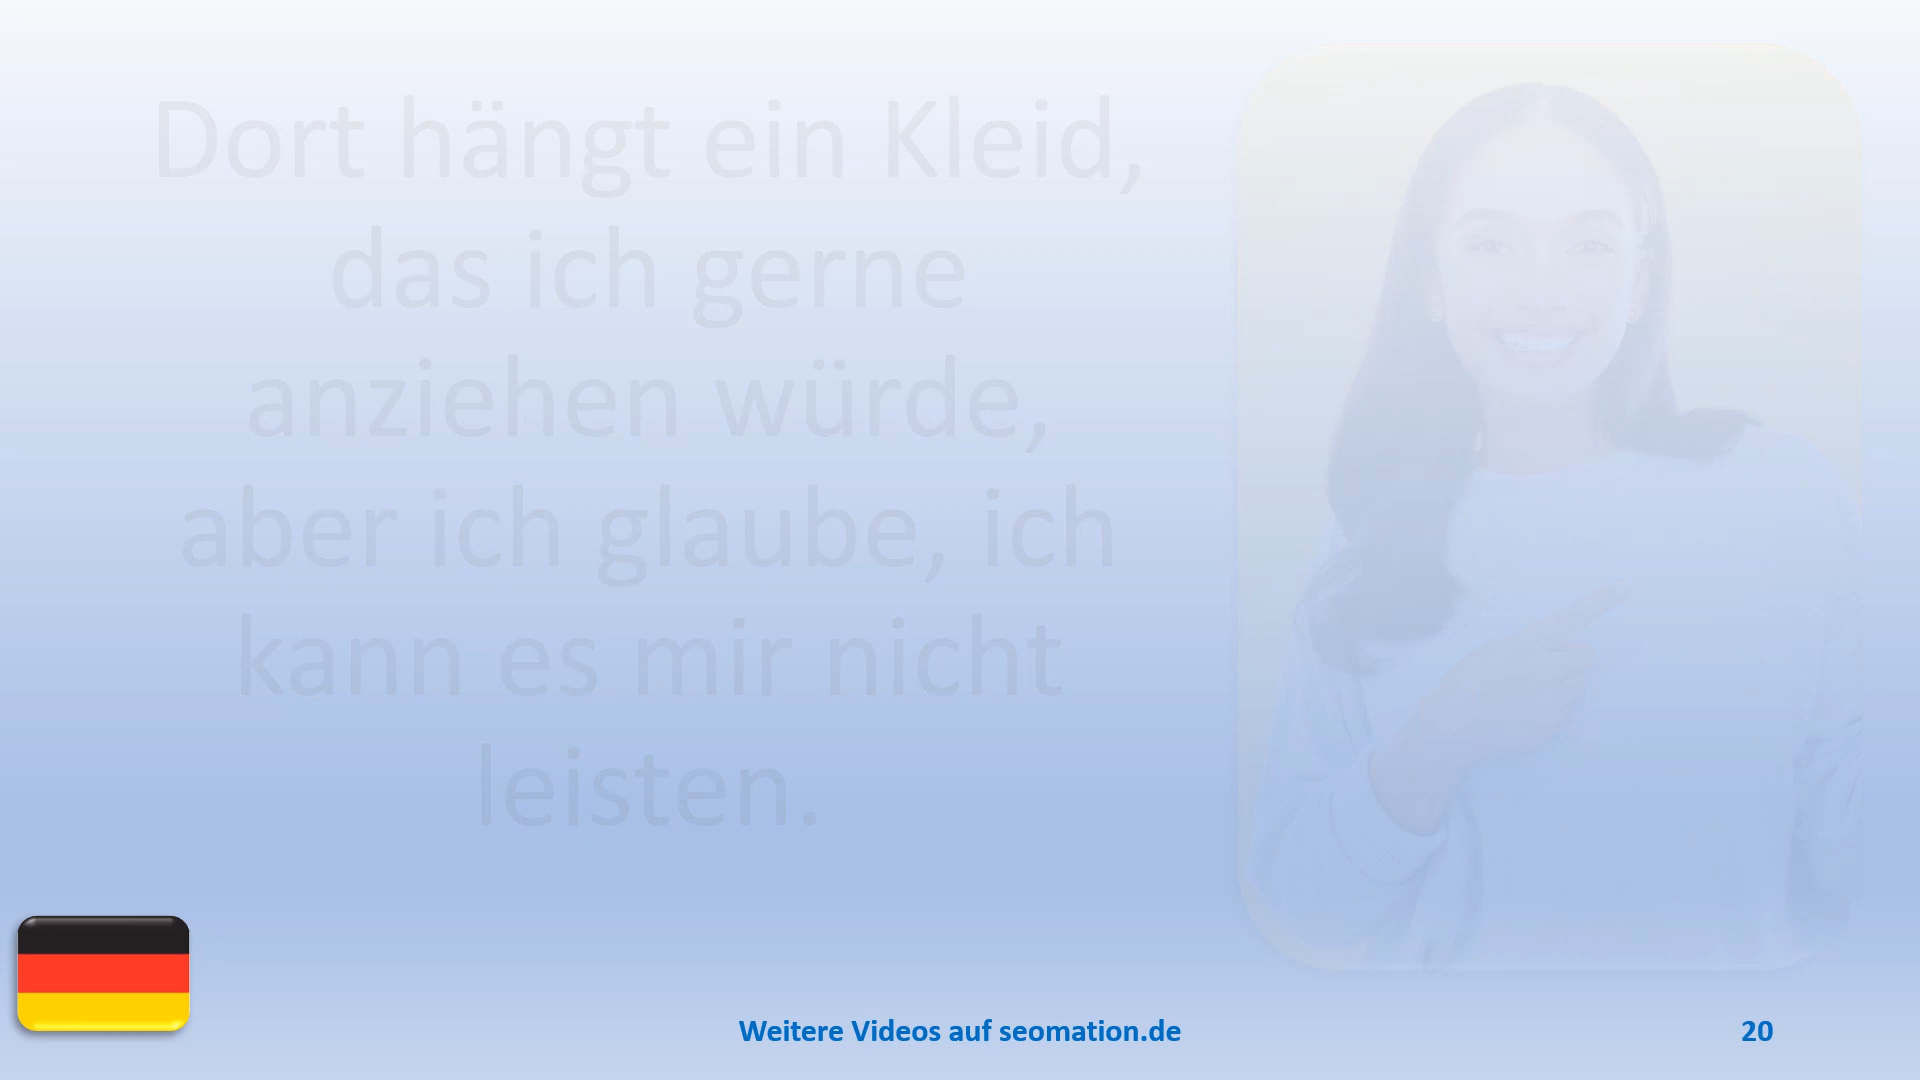 Dort hängt ein Kleid,
das ich gerne
anziehen würde,
aber ich glaube, ich
kann es mir nicht
leisten.
Weitere Videos auf seomation.de
20